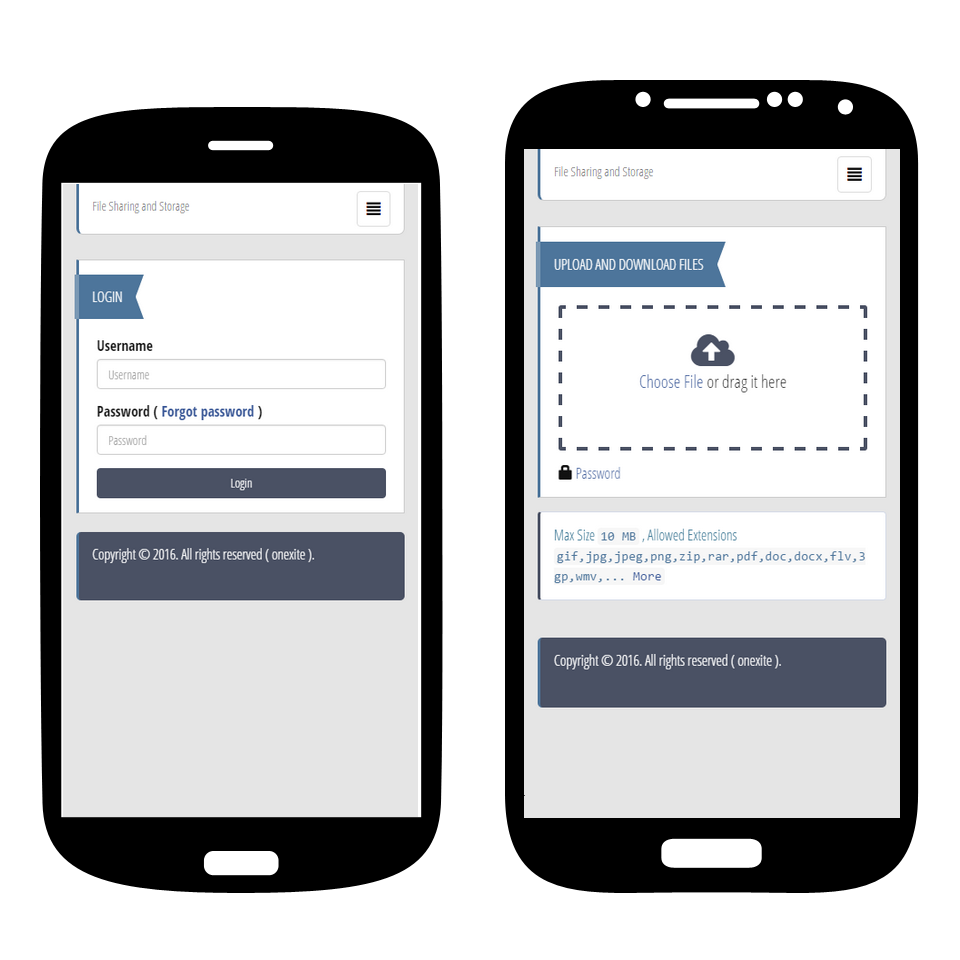 File Sharing and Storage
LOGIN
Username
Username
Password ( Forgot password )
Password
Login
Copyright © 2016. All rights reserved ( onexite ).
File Sharing and Storage
UPLOAD AND DOWNLOAD FILES
Choose File or drag it here
Password
Max Size 10 MB , Allowed Extensions
gif,jpg,jpeg,png,zip,rar,pdf,doc,docx,flv,3
gp,wmv,... More
Copyright © 2016. All rights reserved ( onexite ).